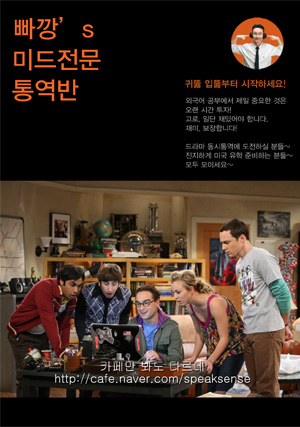 빠깡's
미드전문
통역반
귀뚫 입뚫부터 시작하세요!
외국어 공부에서 제일 중요한 것은
오랜 시간 투자!
고로, 일단 재밌어야 합니다.
재미, 보장합니다!
드라마 동시통역에 도전하실 분들~
진지하게 미국 유학 준비하는 분들~
모두 모이세요~
카페만 봐도 다르네
http://cafe.naver.com/speaksense